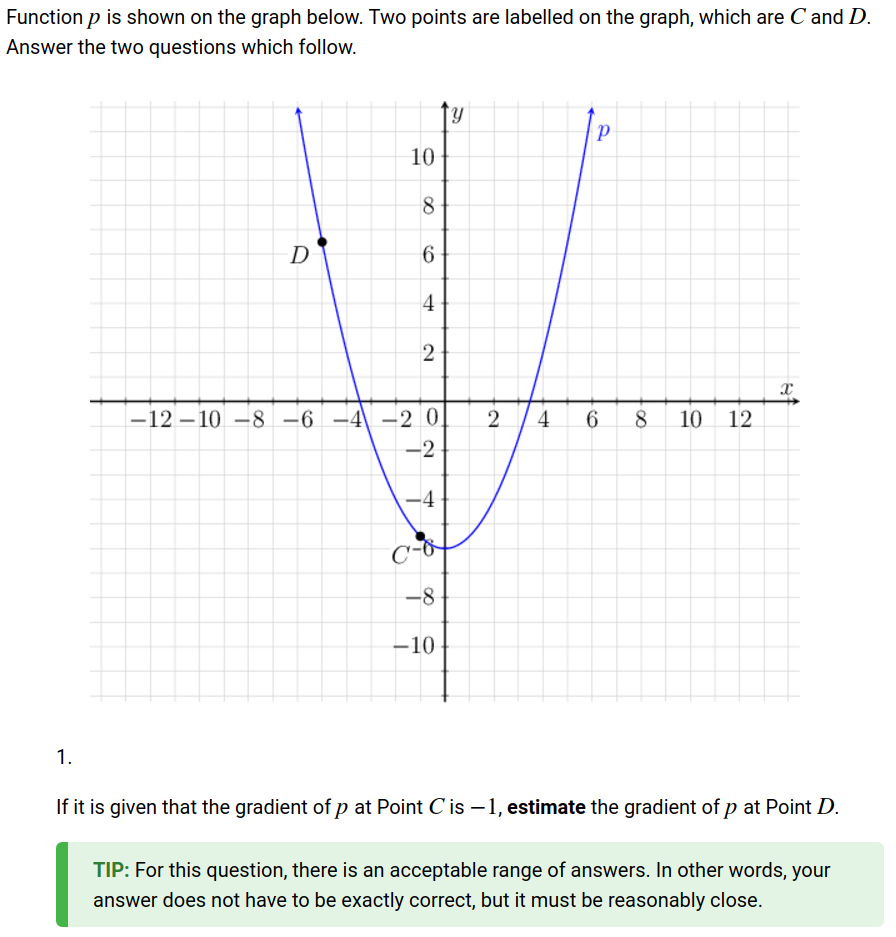 Function p is shown on the graph below. Two points are labelled on the graph, which are C and D.
Answer the two questions which follow.
y
p
10
8
D
6
4
2
x
−12 −10 −8 −6 −4 −2 0 2 4 6 8 10 12
−2
−4
C
−6
−8
−10
1.
If it is given that the gradient of p at Point C is −1, estimate the gradient of p at Point D.
TIP: For this question, there is an acceptable range of answers. In other words, your
answer does not have to be exactly correct, but it must be reasonably close.